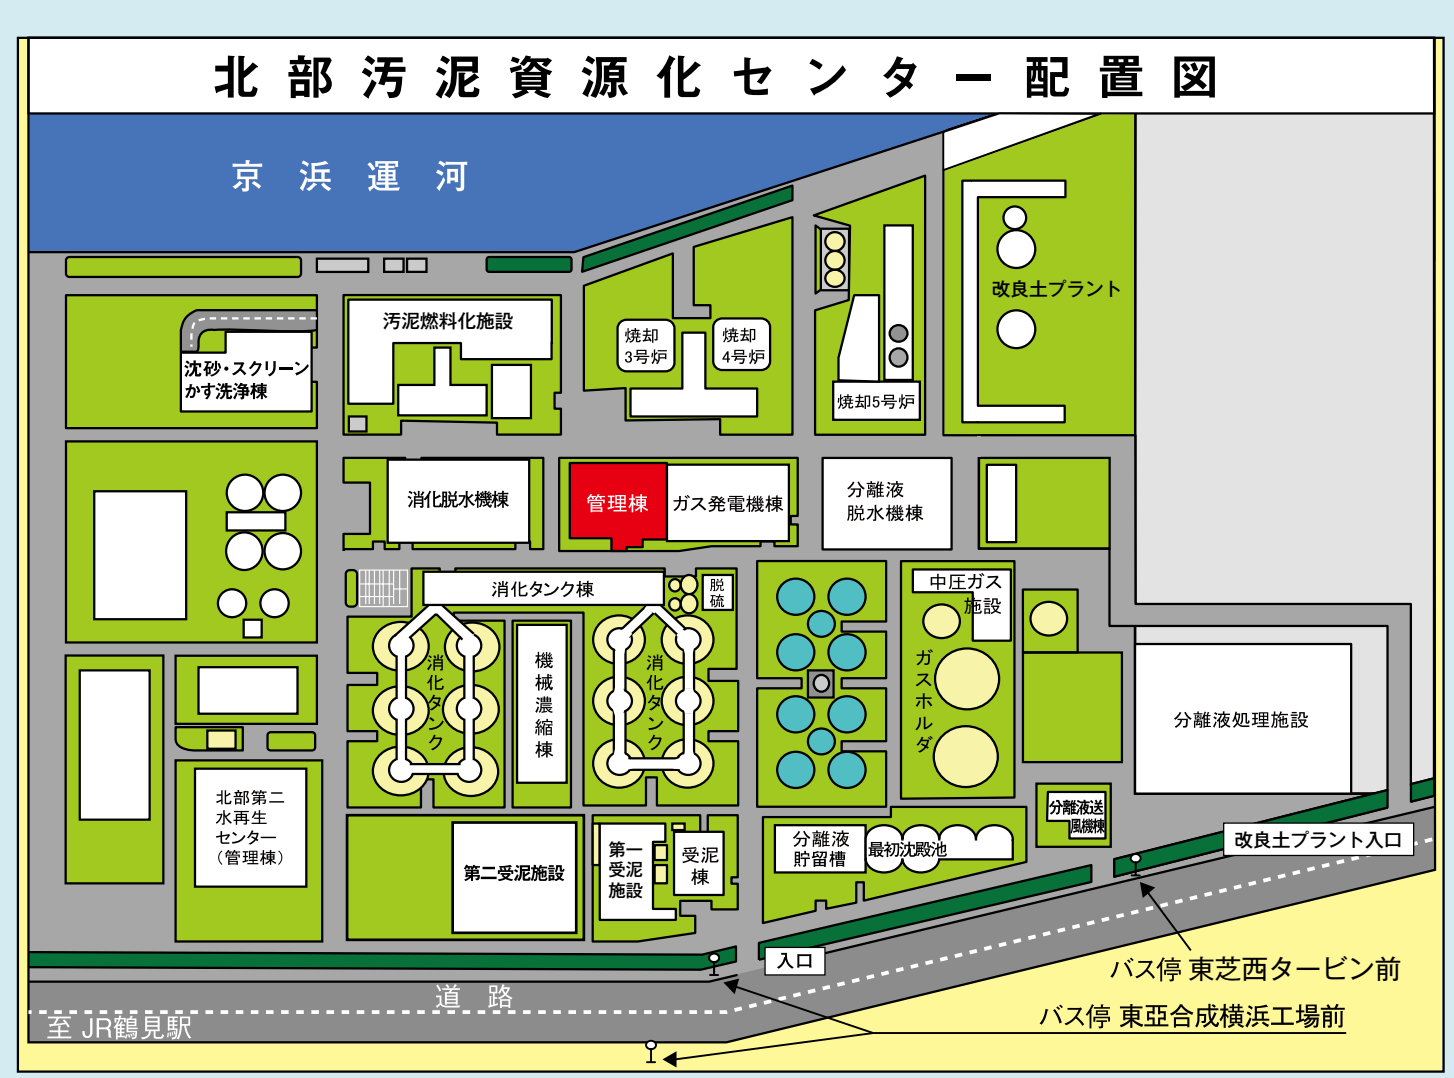 北部汚泥資源化センター配置図
京浜運河
改良土プラント
汚泥燃料化施設
焼却
3号炉
焼却
4号炉
沈砂・スクリーン
かす洗浄棟
焼却5号炉
消化脱水機棟
管理棟
ガス発電機棟
分離液
脱水機棟
消化タンク棟
脱硫
中圧ガス
施設
消化タンク
機械濃縮棟
消化タンク
ガスホルダ
分離液処理施設
北部第二
水再生
センター
（管理棟）
第二受泥施設
第一
受泥
施設
受泥
棟
分離液
貯留槽
最初沈殿池
分離液送
風機棟
改良土プラント入口
入口
バス停 東芝西タービン前
道路
バス停 東亞合成横浜工場前
至 JR鶴見駅